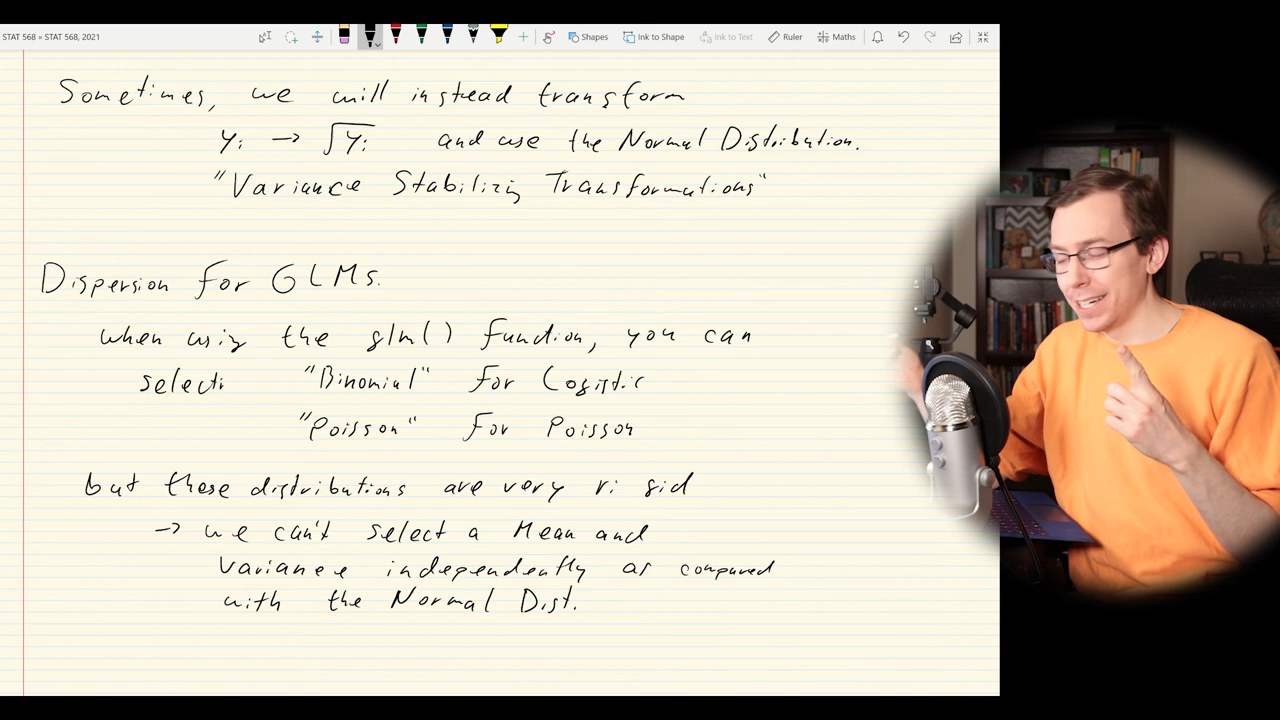 STAT 568 » STAT 568, 2021
Shapes
Ink to Shape
Ink to Text
Ruler
Maths
Sometimes, we will instead transform
yi → √yi and use the Normal Distribution.
"Variance Stabilizing Transformations"
Dispersion for GLMs.
when using the glm() function, you can
select: "Binomial" for Logistic
"Poisson" for Poisson
but these distributions are very rigid
→ we can't select a Mean and
variance independently as compared
with the Normal Dist.